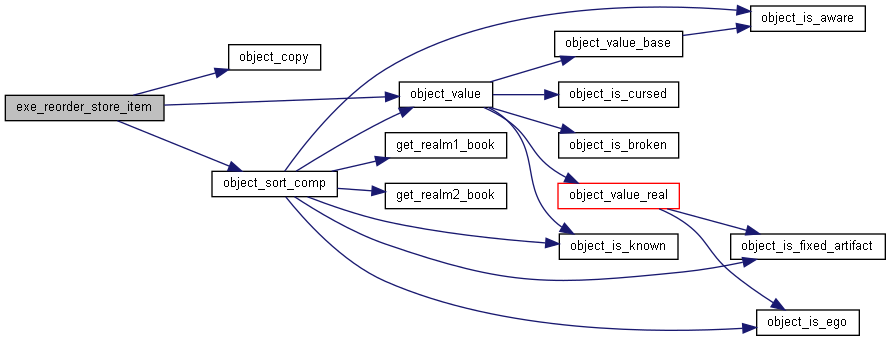 object_is_aware
object_value_base
object_copy
object_value
object_is_cursed
exe_reorder_store_item
get_realm1_book
object_is_broken
object_sort_comp
get_realm2_book
object_value_real
object_is_known
object_is_fixed_artifact
object_is_ego